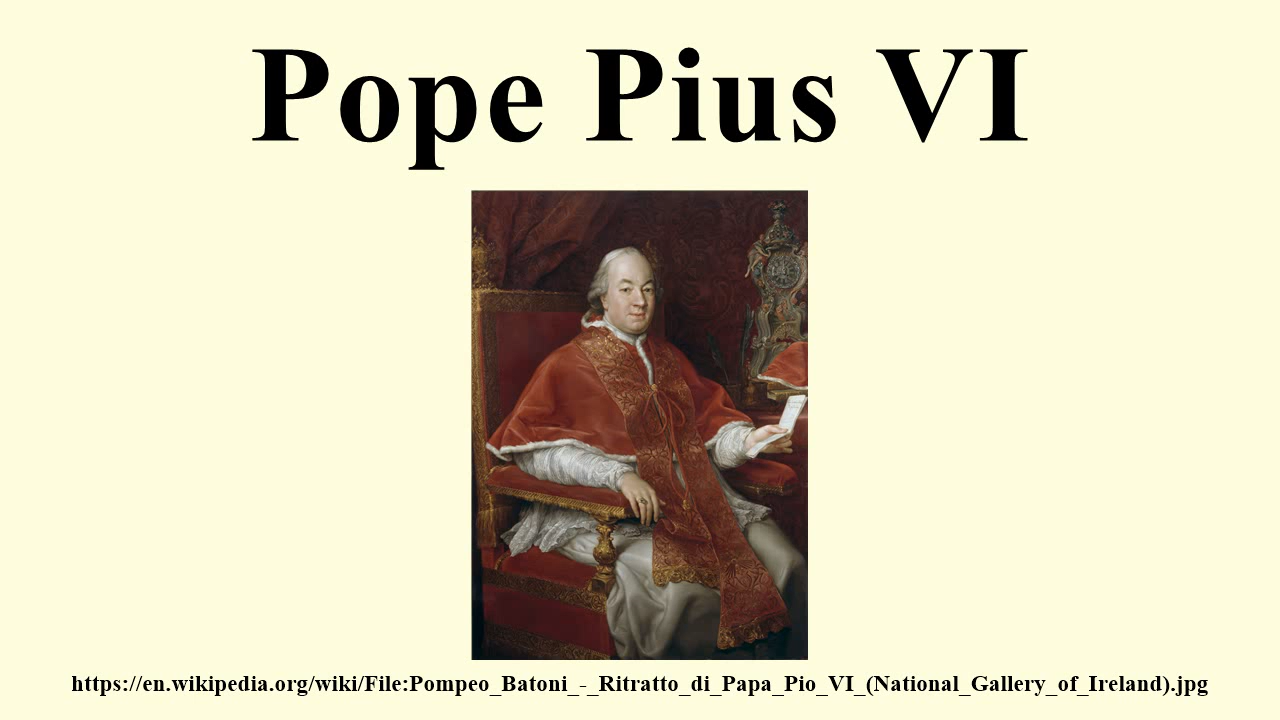 Pope Pius VI
https://en.wikipedia.org/wiki/File:Pompeo_Batoni_-_Ritratto_di_Papa_Pio_VI_(National_Gallery_of_Ireland).jpg